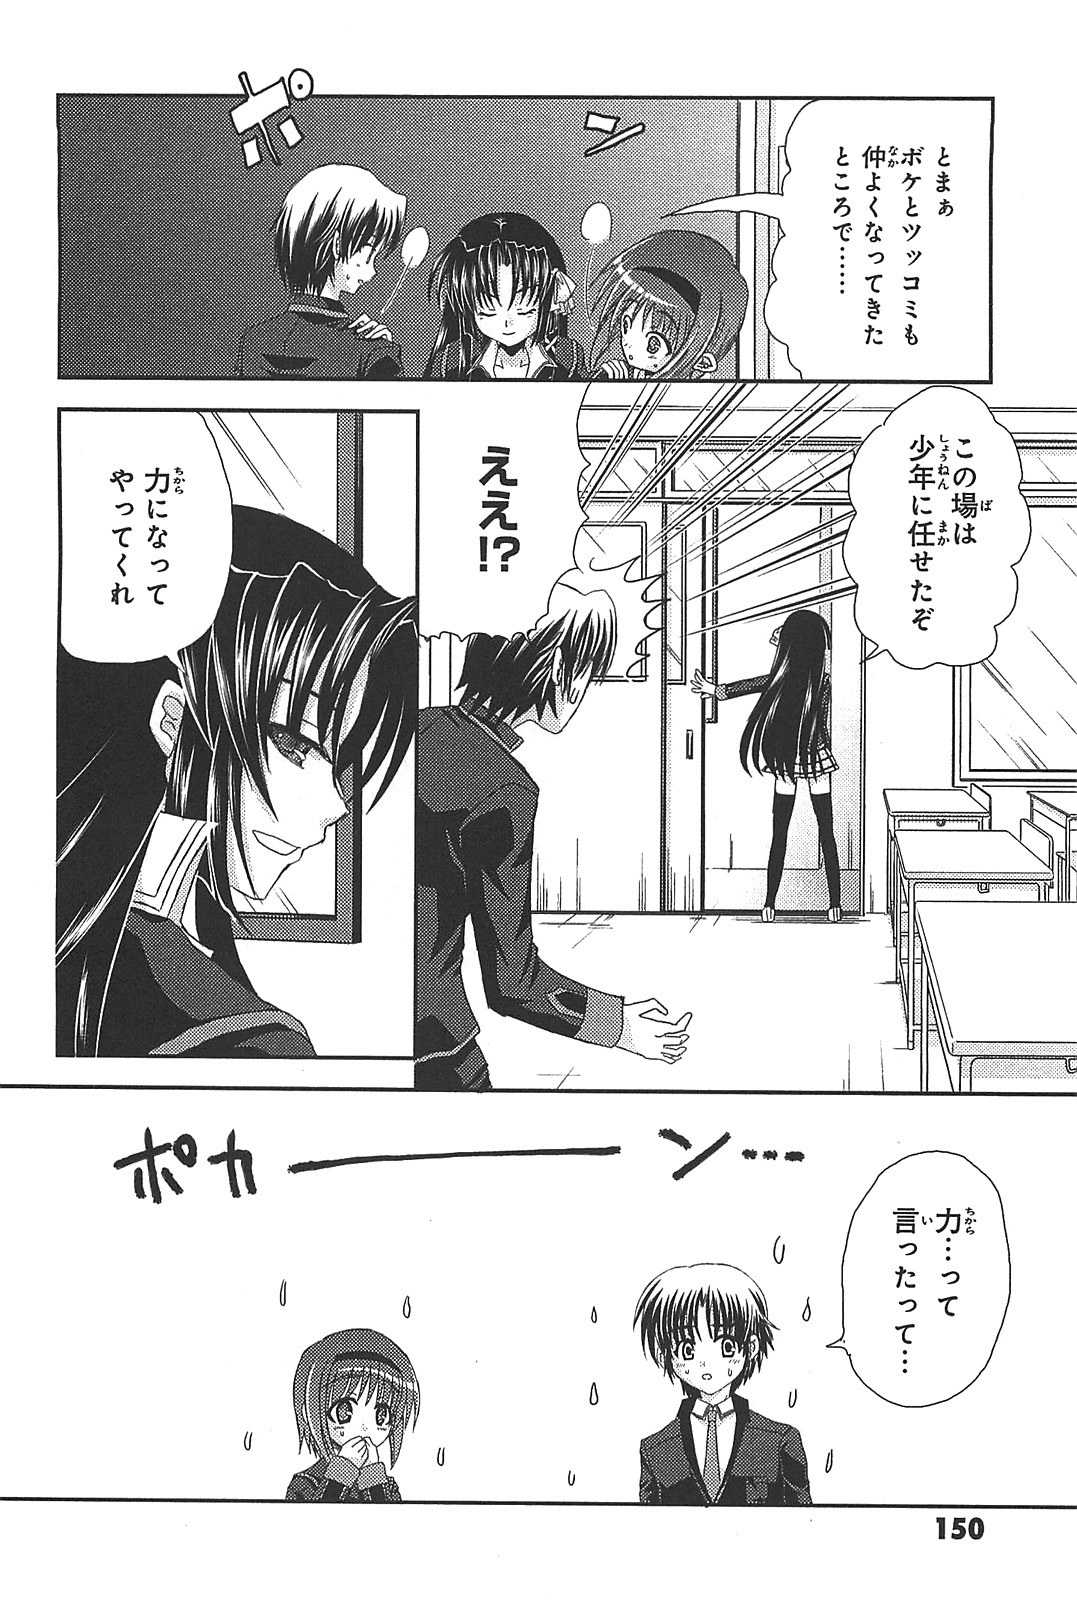 ポン
とまぁ
ボケとツッコミも
仲よくなってきた
ところで……
この場は
少年に任せたぞ
ええ!?
力になって
やってくれ
ポカーン…
力…って
言ったって…
150